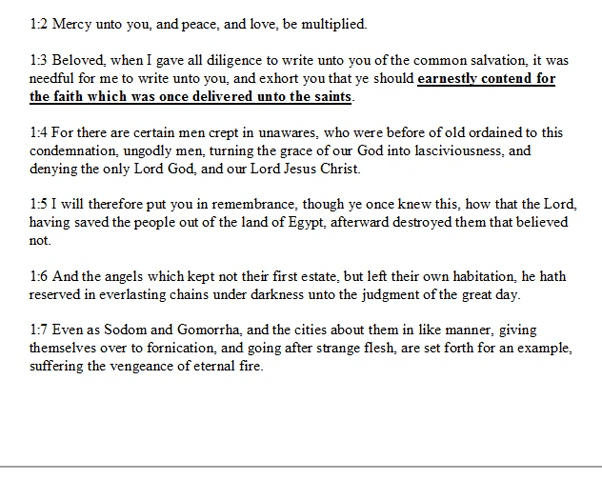 1:2 Mercy unto you, and peace, and love, be multiplied.
1:3 Beloved, when I gave all diligence to write unto you of the common salvation, it was
needful for me to write unto you, and exhort you that ye should earnestly contend for
the faith which was once delivered unto the saints.
1:4 For there are certain men crept in unawares, who were before of old ordained to this
condemnation, ungodly men, turning the grace of our God into lasciviousness, and
denying the only Lord God, and our Lord Jesus Christ.
1:5 I will therefore put you in remembrance, though ye once knew this, how that the Lord,
having saved the people out of the land of Egypt, afterward destroyed them that believed
not.
1:6 And the angels which kept not their first estate, but left their own habitation, he hath
reserved in everlasting chains under darkness unto the judgment of the great day.
1:7 Even as Sodom and Gomorrha, and the cities about them in like manner, giving
themselves over to fornication, and going after strange flesh, are set forth for an example,
suffering the vengeance of eternal fire.